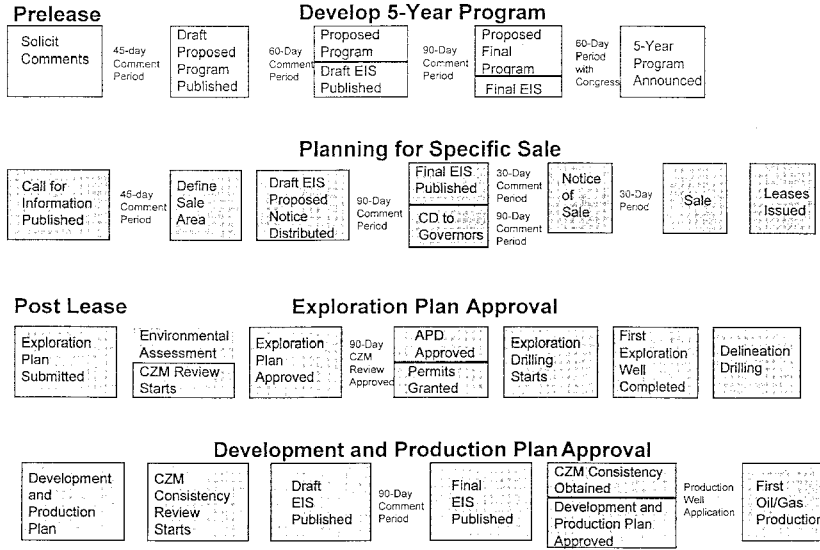 Prelease
Develop 5-Year Program
Solicit
Comments
45-day
Comment
Period
Draft
Proposed
Program
Published
60-Day
Comment
Period
Proposed
Program
Draft EIS
Published
90-Day
Comment
Period
Proposed
Final
Program
Final EIS
60-Day
Period
with
Congress
5-Year
Program
Announced
Planning for Specific Sale
Call for
Information
Published
45-day
Comment
Period
Define
Sale
Area
Draft EIS
Proposed
Notice
Distributed
90-Day
Comment
Period
Final EIS
Published
CD to
Governors
30-Day
Comment
Period
90-Day
Comment
Period
Notice
of
Sale
30-Day
Period
Sale
Leases
Issued
Post Lease
Exploration Plan Approval
Exploration
Plan
Submitted
Environmental
Assessment
CZM Review
Starts
Exploration
Plan
Approved
90-Day
CZM
Review
Approved
APD
Approved
Permits
Granted
Exploration
Drilling
Starts
First
Exploration
Well
Completed
Delineation
Drilling
Development and Production Plan Approval
Development
and
Production
Plan
CZM
Consistency
Review
Starts
Draft
EIS
Published
90-Day
Comment
Period
Final
EIS
Published
CZM Consistency
Obtained
Development and
Production Plan
Approved
Production
Well
Application
First
Oil/Gas
Production